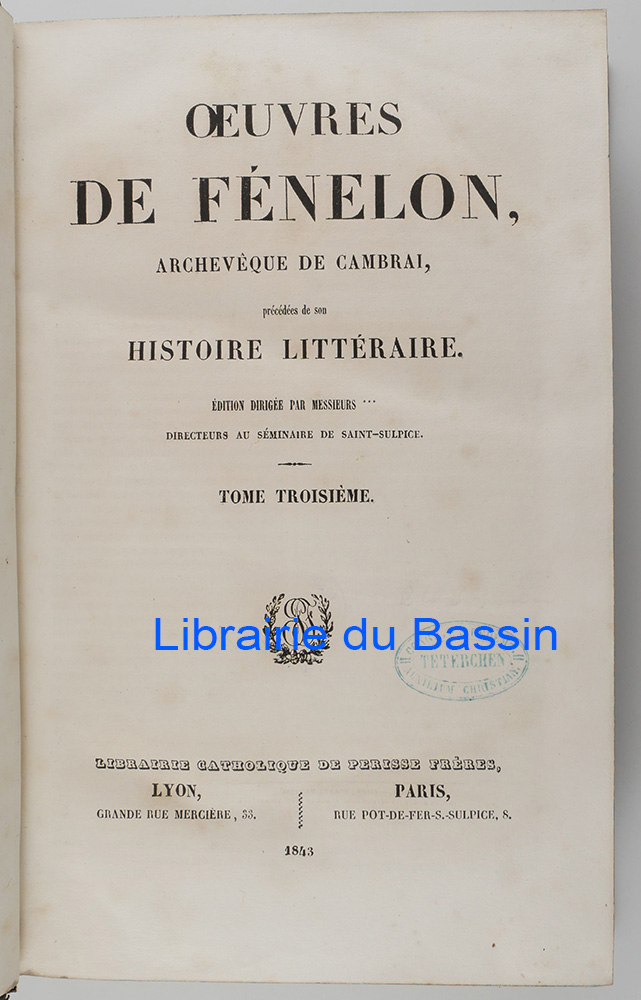 ŒUVRES
DE FÉNELON,
ARCHEVÊQUE DE CAMBRAI,
précédées de son
HISTOIRE LITTÉRAIRE.
ÉDITION DIRIGÉE PAR MESSIEURS ***
DIRECTEURS AU SÉMINAIRE DE SAINT-SULPICE.
TOME TROISIÈME.
Librairie du Bassin
TETERCHEN
AUXILIUM CHRISTIAN.
LIBRAIRIE CATHOLIQUE DE PERISSE FRÈRES,
LYON,
GRANDE RUE MERCIÈRE, 33.
PARIS,
RUE POT-DE-FER-S.-SULPICE, 8.
1843